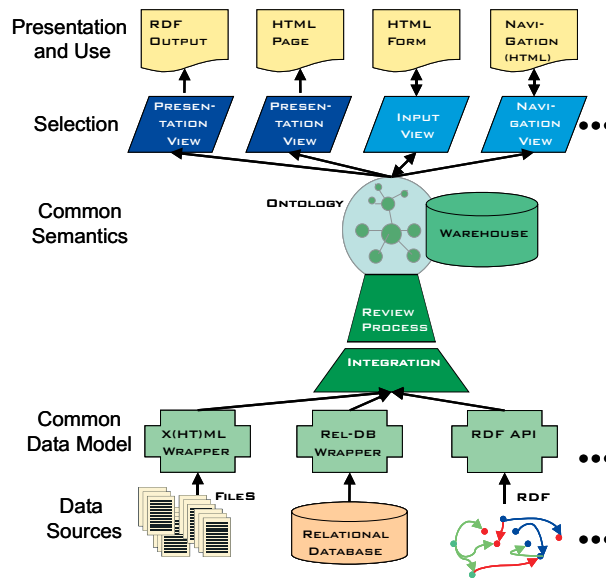 Presentation
and Use
RDF
Output
HTML
Page
HTML
Form
Navi-
Gation
(HTML)
Selection
Presen-
tation
View
Presen-
tation
View
Input
View
Navi-
gation
View
Common
Semantics
Ontology
Warehouse
Review
Process
Integration
Common
Data Model
X(HT)ML
Wrapper
Rel-DB
Wrapper
RDF API
Data
Sources
Files
Relational
Database
RDF